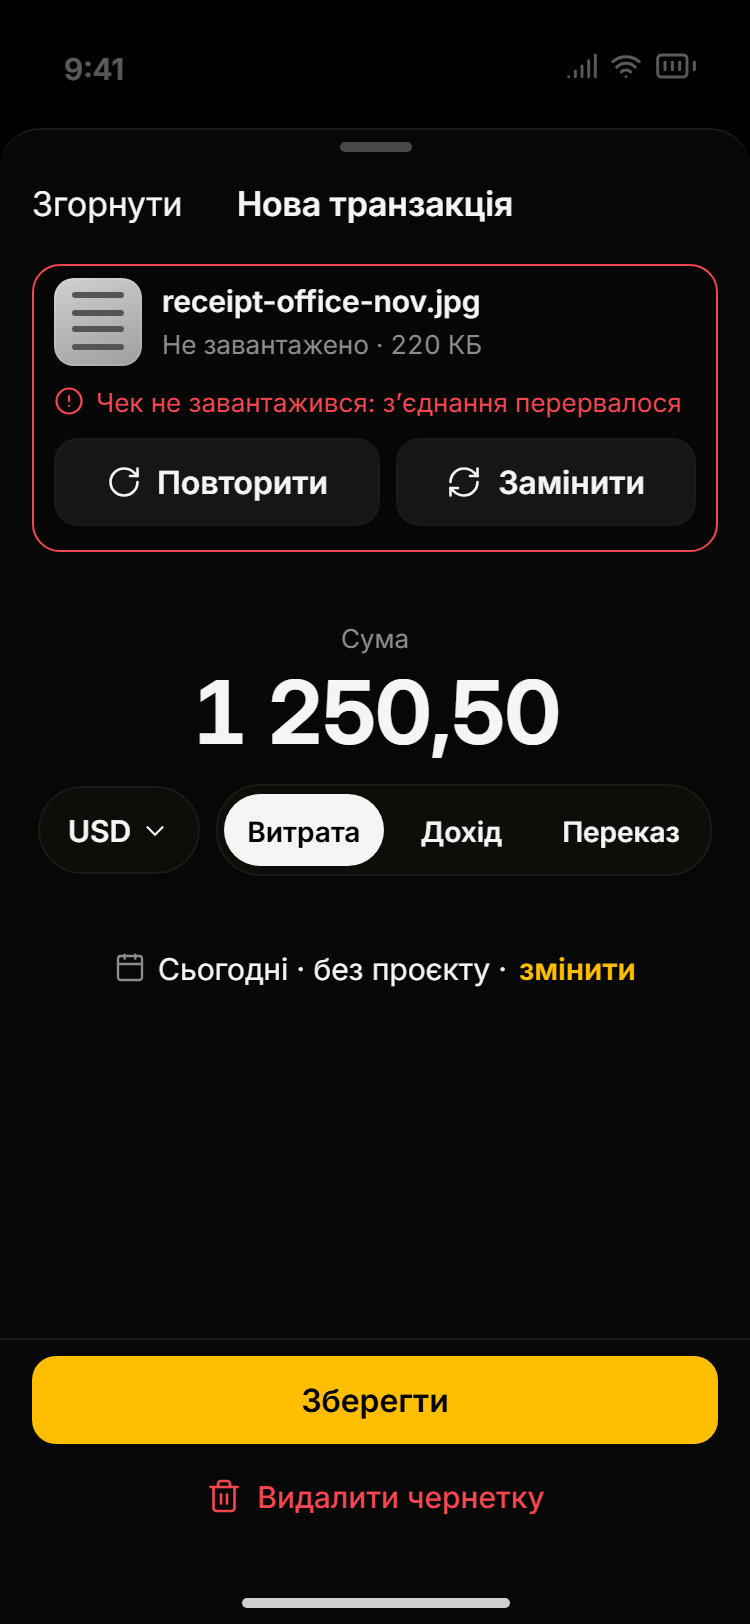 9:41
Згорнути Нова транзакція
receipt-office-nov.jpg
Не завантажено · 220 КБ
Чек не завантажився: з’єднання перервалося
Повторити Замінити
Сума
1 250,50
USD Витрата Дохід Переказ
Сьогодні · без проєкту · змінити
Зберегти
Видалити чернетку